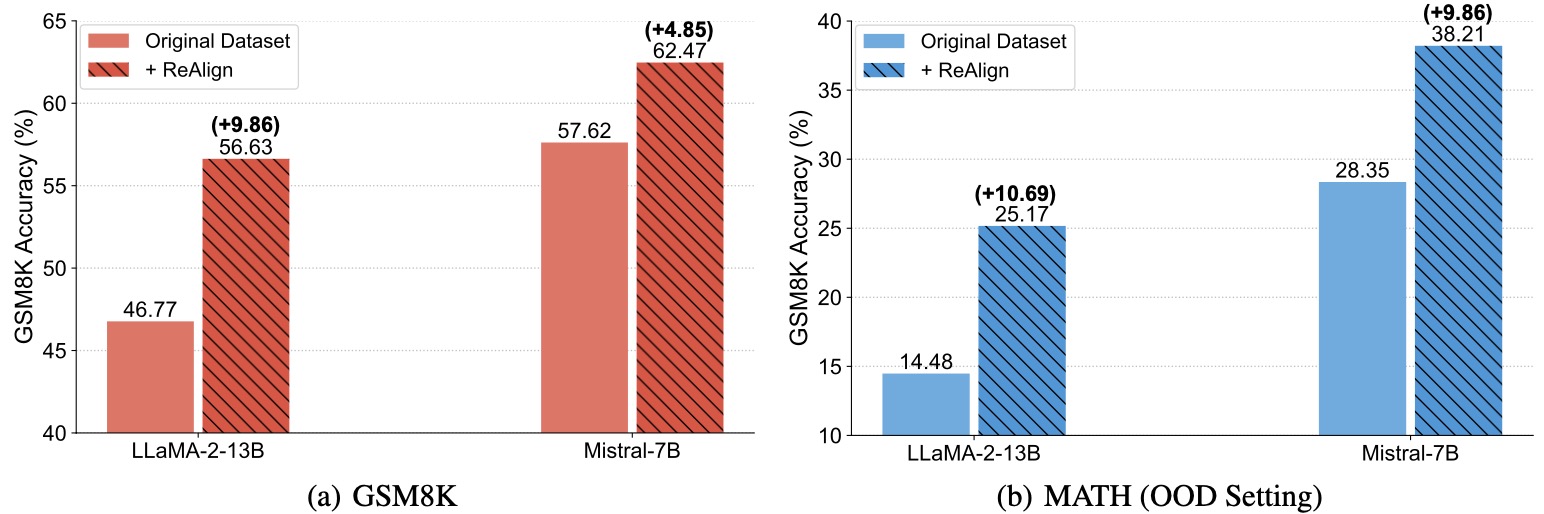 65
60
55
50
45
40
GSM8K Accuracy (%)
Original Dataset
+ ReAlign
46.77
(+9.86)
56.63
57.62
(+4.85)
62.47
LLaMA-2-13B
Mistral-7B
(a) GSM8K
40
35
30
25
20
15
10
GSM8K Accuracy (%)
Original Dataset
+ ReAlign
14.48
(+10.69)
25.17
28.35
(+9.86)
38.21
LLaMA-2-13B
Mistral-7B
(b) MATH (OOD Setting)